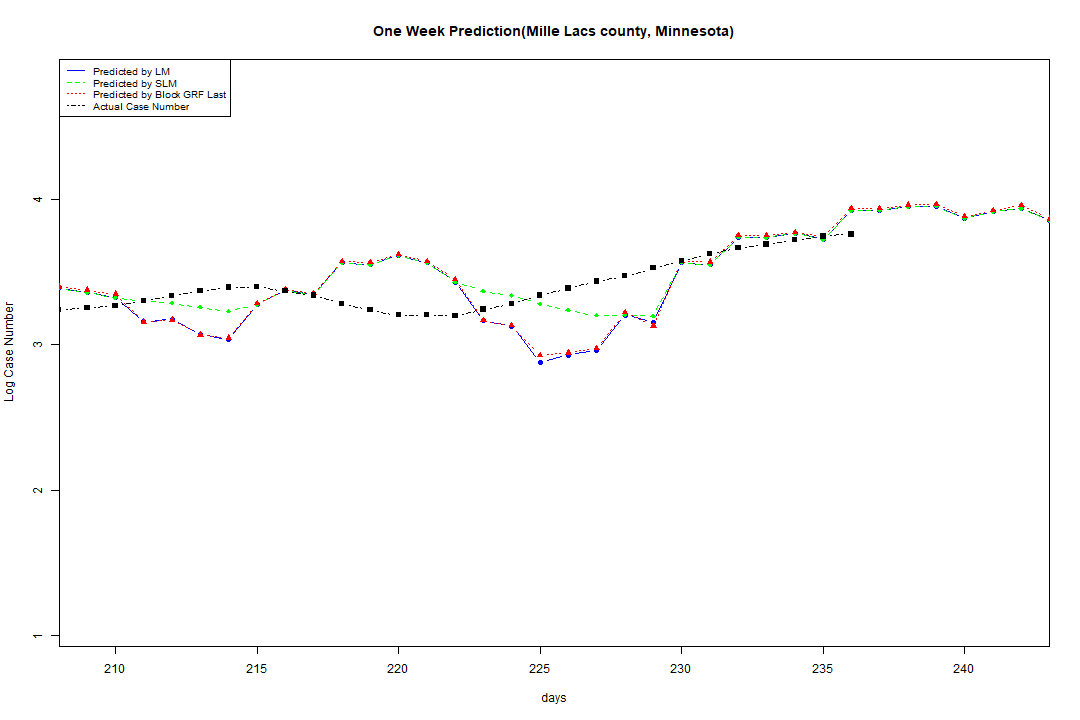 One Week Prediction(Mille Lacs county, Minnesota)
Predicted by LM
Predicted by SLM
Predicted by Block GRF Last
Actual Case Number
4
3
2
1
Log Case Number
210 215 220 225 230 235 240
days